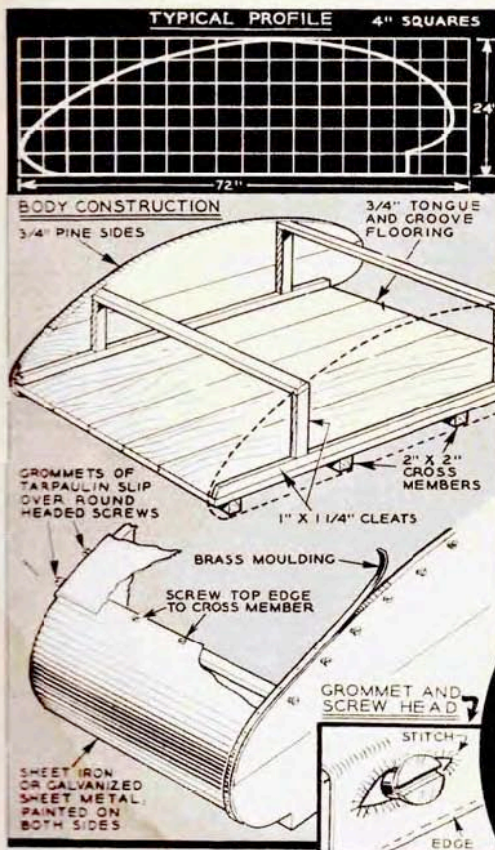 TYPICAL PROFILE
4" SQUARES
24"
72"
BODY CONSTRUCTION
3/4" PINE SIDES
3/4" TONGUE
AND GROOVE
FLOORING
GROMMETS OF
TARPAULIN SLIP
OVER ROUND
HEADED SCREWS
2" X 2"
CROSS
MEMBERS
1" X 1 1/4" CLEATS
BRASS MOULDING
SCREW TOP EDGE
TO CROSS MEMBER
GROMMET AND
SCREW HEAD
STITCH
SHEET IRON
OR GALVANIZED
SHEET METAL,
PAINTED ON
BOTH SIDES
EDGE